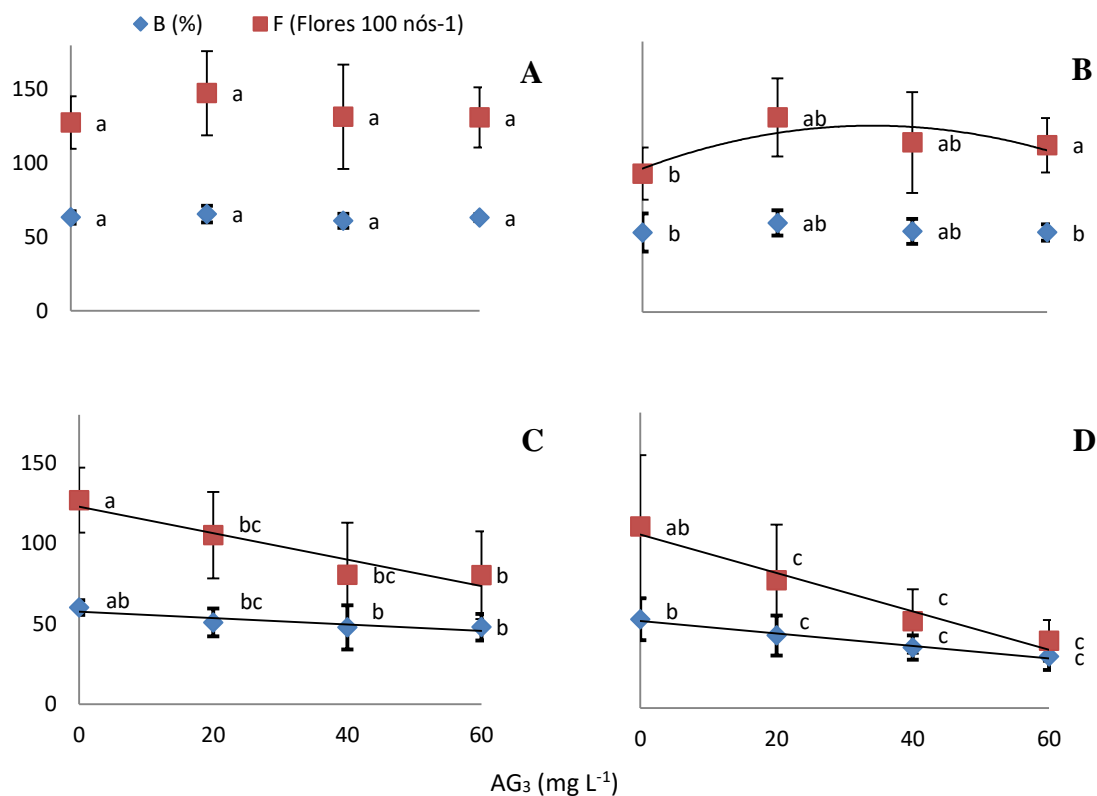 B (%) F (Flores 100 nós-1)
A
150
100
50
0
a a a a
a a a a
B
b ab ab a
b ab ab b
C
150
100
50
0
a bc bc b
ab bc b b
0 20 40 60
D
ab c c c
b c c c
0 20 40 60
AG₃ (mg L⁻¹)